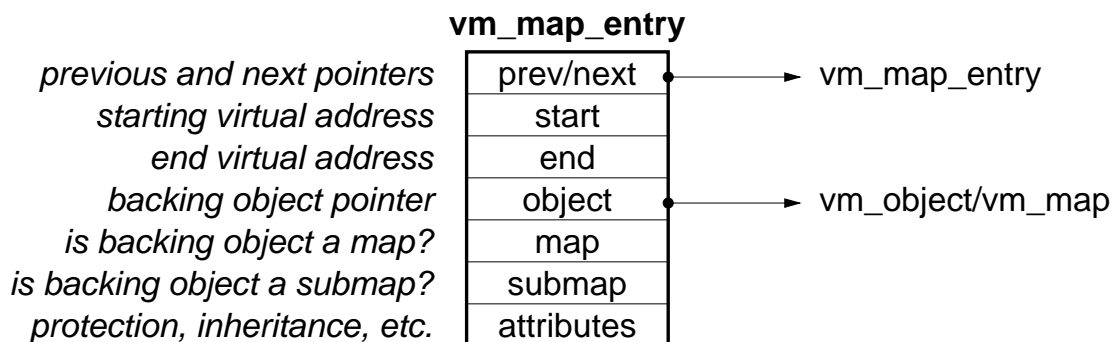 vm_map_entry
previous and next pointers prev/next vm_map_entry
starting virtual address start
end virtual address end
backing object pointer object vm_object/vm_map
is backing object a map? map
is backing object a submap? submap
protection, inheritance, etc. attributes